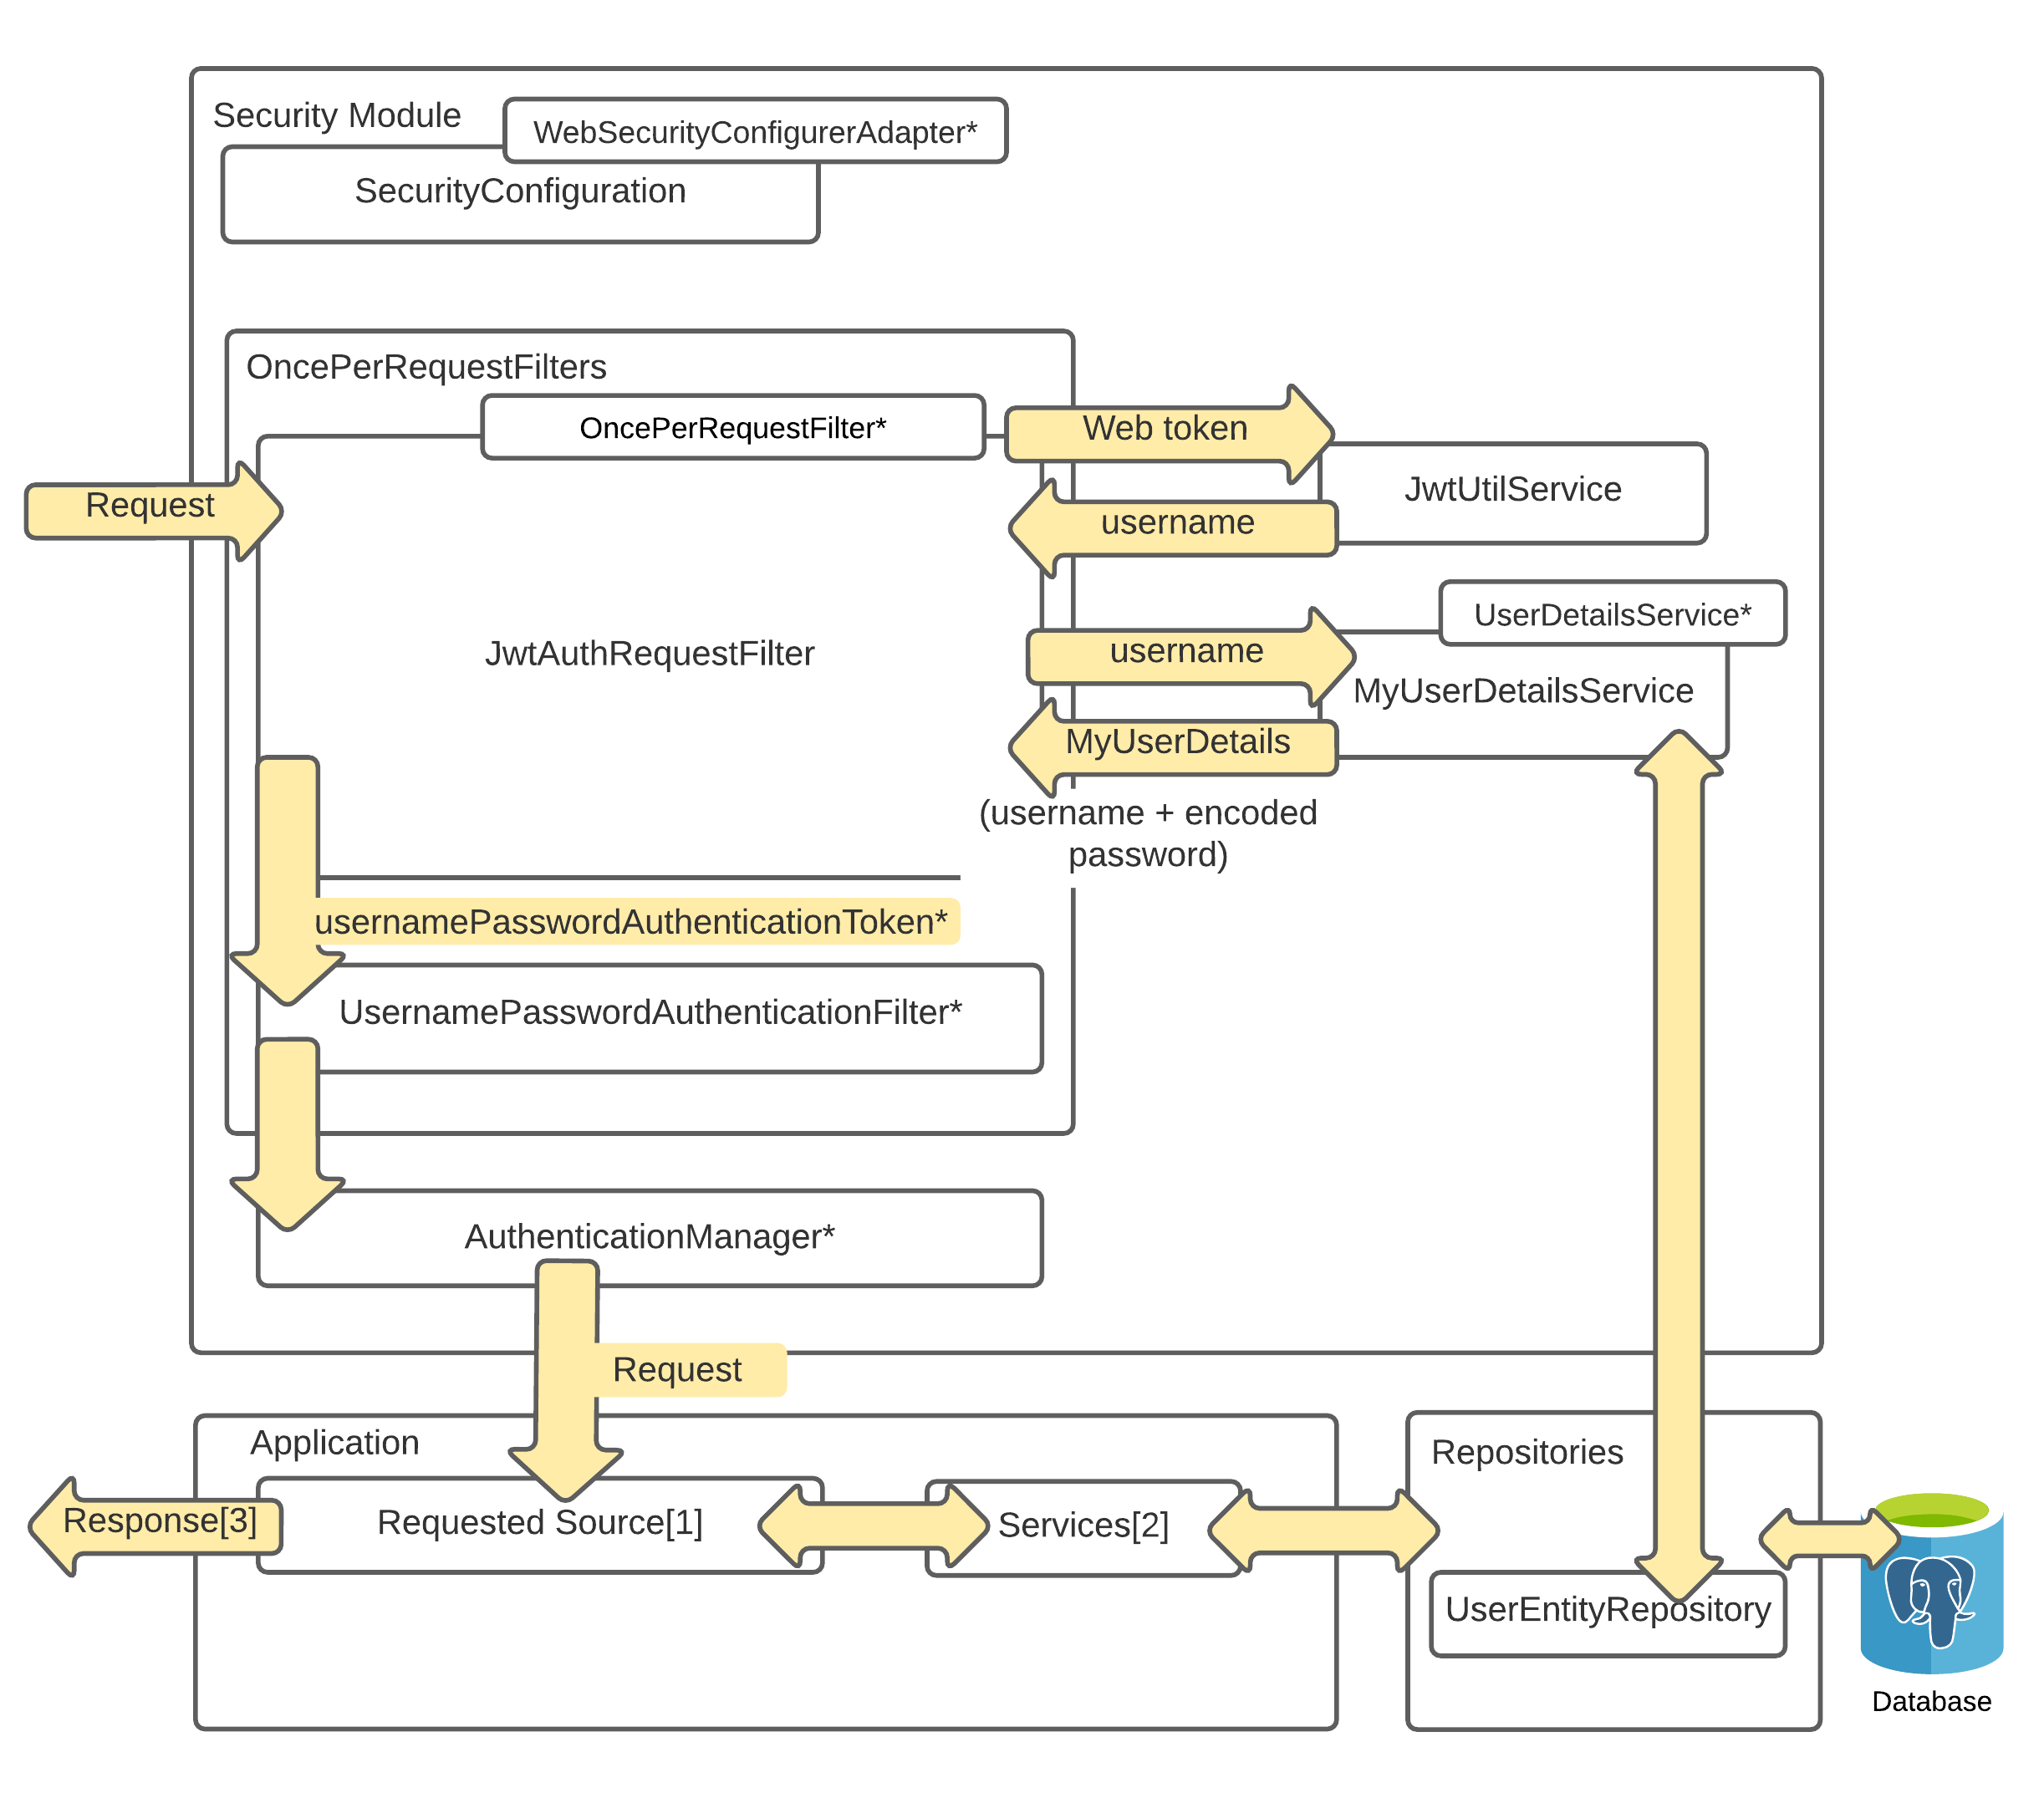 Security Module
WebSecurityConfigurerAdapter*
SecurityConfiguration
OncePerRequestFilters
OncePerRequestFilter*
Web token
JwtUtilService
Request
username
UserDetailsService*
username
JwtAuthRequestFilter
MyUserDetailsService
MyUserDetails
(username + encoded
password)
usernamePasswordAuthenticationToken*
UsernamePasswordAuthenticationFilter*
AuthenticationManager*
Request
Application
Repositories
Response[3]
Requested Source[1]
Services[2]
UserEntityRepository
Database